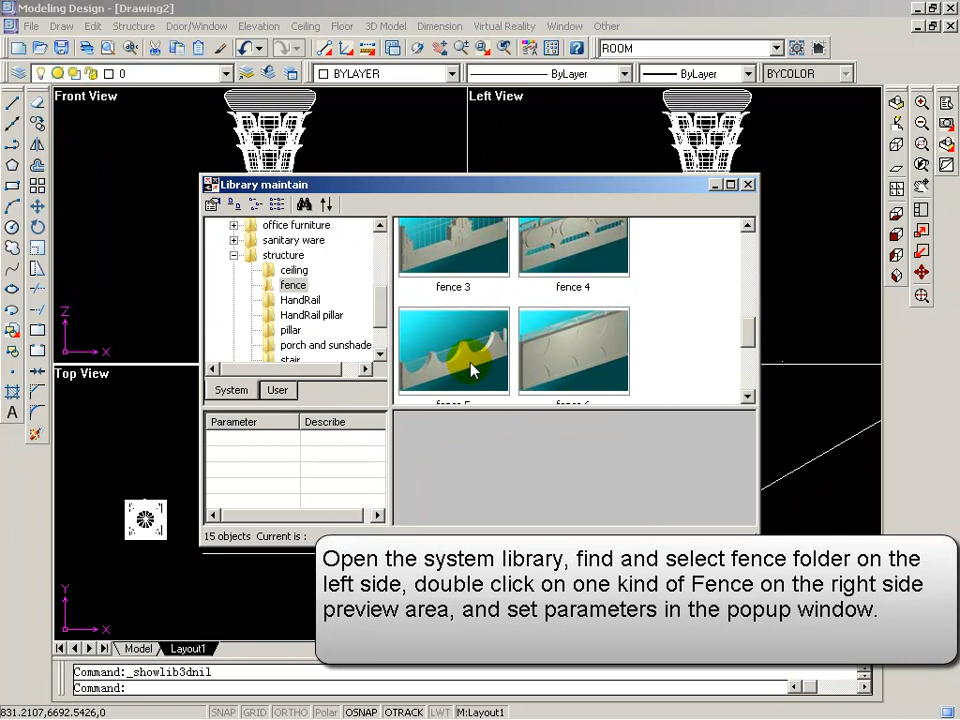 Modeling Design - [Drawing2]
File Draw Edit Structure Door/Window Elevation Ceiling Floor 3D Model Dimension Virtual Reality Window Other
ROOM
0 BYLAYER ByLayer ByLayer BYCOLOR
Front View
Left View
Library maintain
office furniture
sanitary ware
structure
ceiling
fence
HandRail
HandRail pillar
pillar
porch and sunshade
stair
fence 3
fence 4
fence 5
fence 6
System User
Parameter Describe
15 objects Current is :
Z
X
Top View
Y
X
Open the system library, find and select fence folder on the
left side, double click on one kind of Fence on the right side
preview area, and set parameters in the popup window.
Model Layout1
Command:_showlib3dnil
Command:
831.2107,6692.5426,0 SNAP GRID ORTHO Polar OSNAP OTRACK LWT M:Layout1